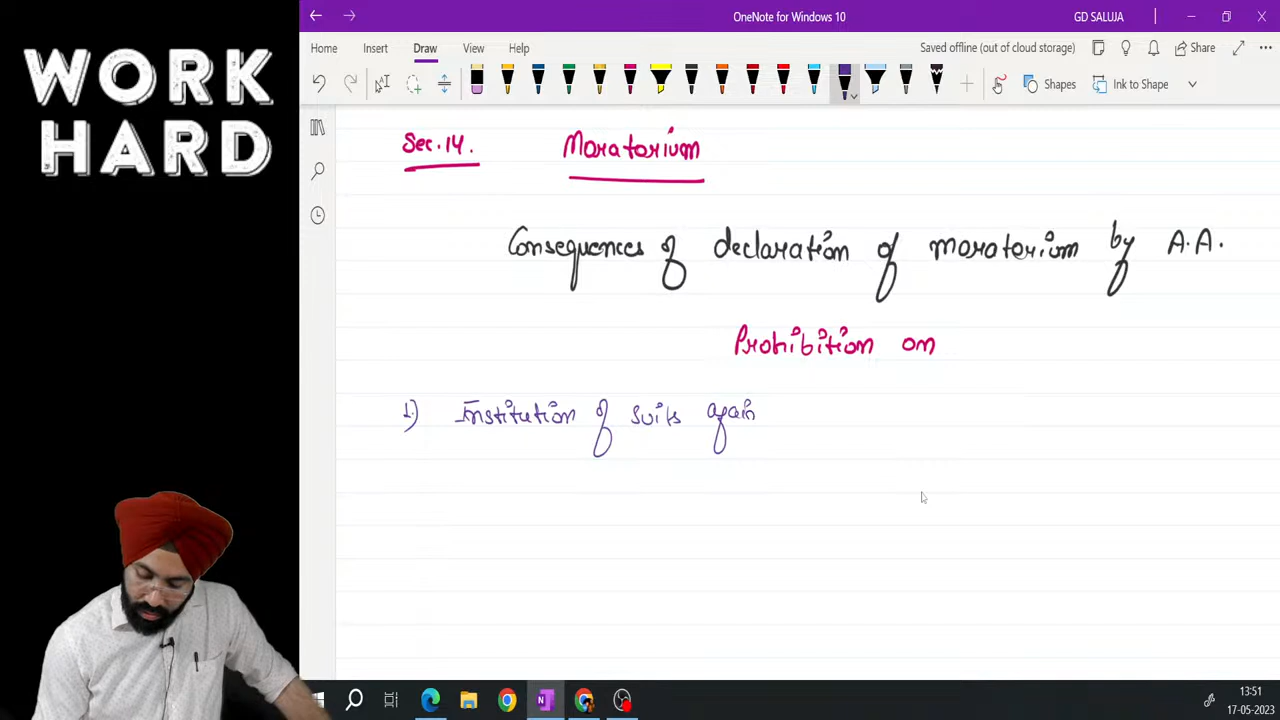 WORK
HARD
OneNote for Windows 10
GD SALUJA
Home Insert Draw View Help
Saved offline (out of cloud storage)
Share
Shapes
Ink to Shape
Sec. 14. Moratorium
Consequences of declaration of moratorium by A.A.
Prohibition on
1.) Institution of suits again
13:51
17-05-2023